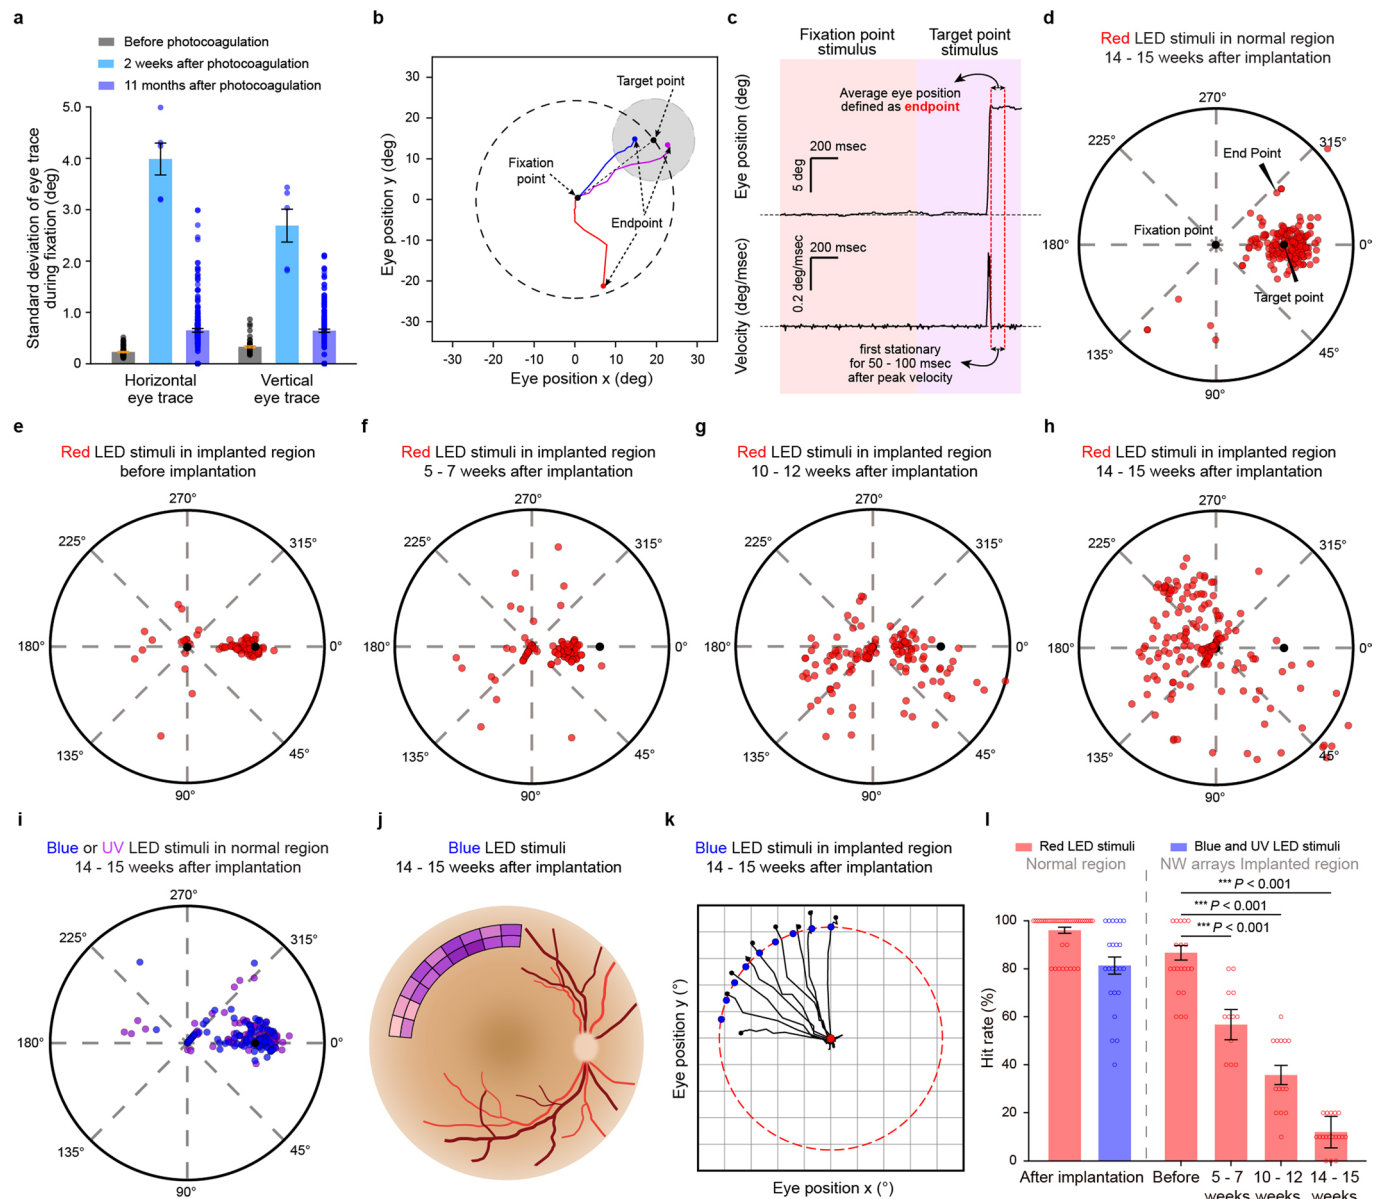 a
Before photocoagulation
2 weeks after photocoagulation
11 months after photocoagulation
Standard deviation of eye trace
during fixation (deg)
5.0
4.0
3.0
2.0
1.0
0
Horizontal
eye trace
Vertical
eye trace
b
Eye position y (deg)
30
20
10
0
-10
-20
-30
Target point
Fixation
point
Endpoint
-30
-20
-10
0
10
20
30
Eye position x (deg)
c
Fixation point
stimulus
Target point
stimulus
Eye position (deg)
Average eye position
defined as endpoint
200 msec
5 deg
Velocity (deg/msec)
200 msec
0.2 deg/msec
first stationary
for 50 - 100 msec
after peak velocity
d
Red LED stimuli in normal region
14 - 15 weeks after implantation
270°
225°
315°
End Point
Fixation point
180°
0°
Target point
135°
45°
90°
e
Red LED stimuli in implanted region
before implantation
270°
225°
315°
180°
0°
135°
45°
90°
f
Red LED stimuli in implanted region
5 - 7 weeks after implantation
270°
225°
315°
180°
0°
135°
45°
90°
g
Red LED stimuli in implanted region
10 - 12 weeks after implantation
270°
225°
315°
180°
0°
135°
45°
90°
h
Red LED stimuli in implanted region
14 - 15 weeks after implantation
270°
225°
315°
180°
0°
135°
45°
90°
i
Blue or UV LED stimuli in normal region
14 - 15 weeks after implantation
270°
225°
315°
180°
0°
135°
45°
90°
j
Blue LED stimuli
14 - 15 weeks after implantation
k
Blue LED stimuli in implanted region
14 - 15 weeks after implantation
Eye position y (°)
Eye position x (°)
l
Red LED stimuli
Blue and UV LED stimuli
Normal region
NW arrays Implanted region
*** P < 0.001
*** P < 0.001
*** P < 0.001
Hit rate (%)
100
80
60
40
20
0
After implantation
Before
5 - 7
weeks
10 - 12
weeks
14 - 15
weeks